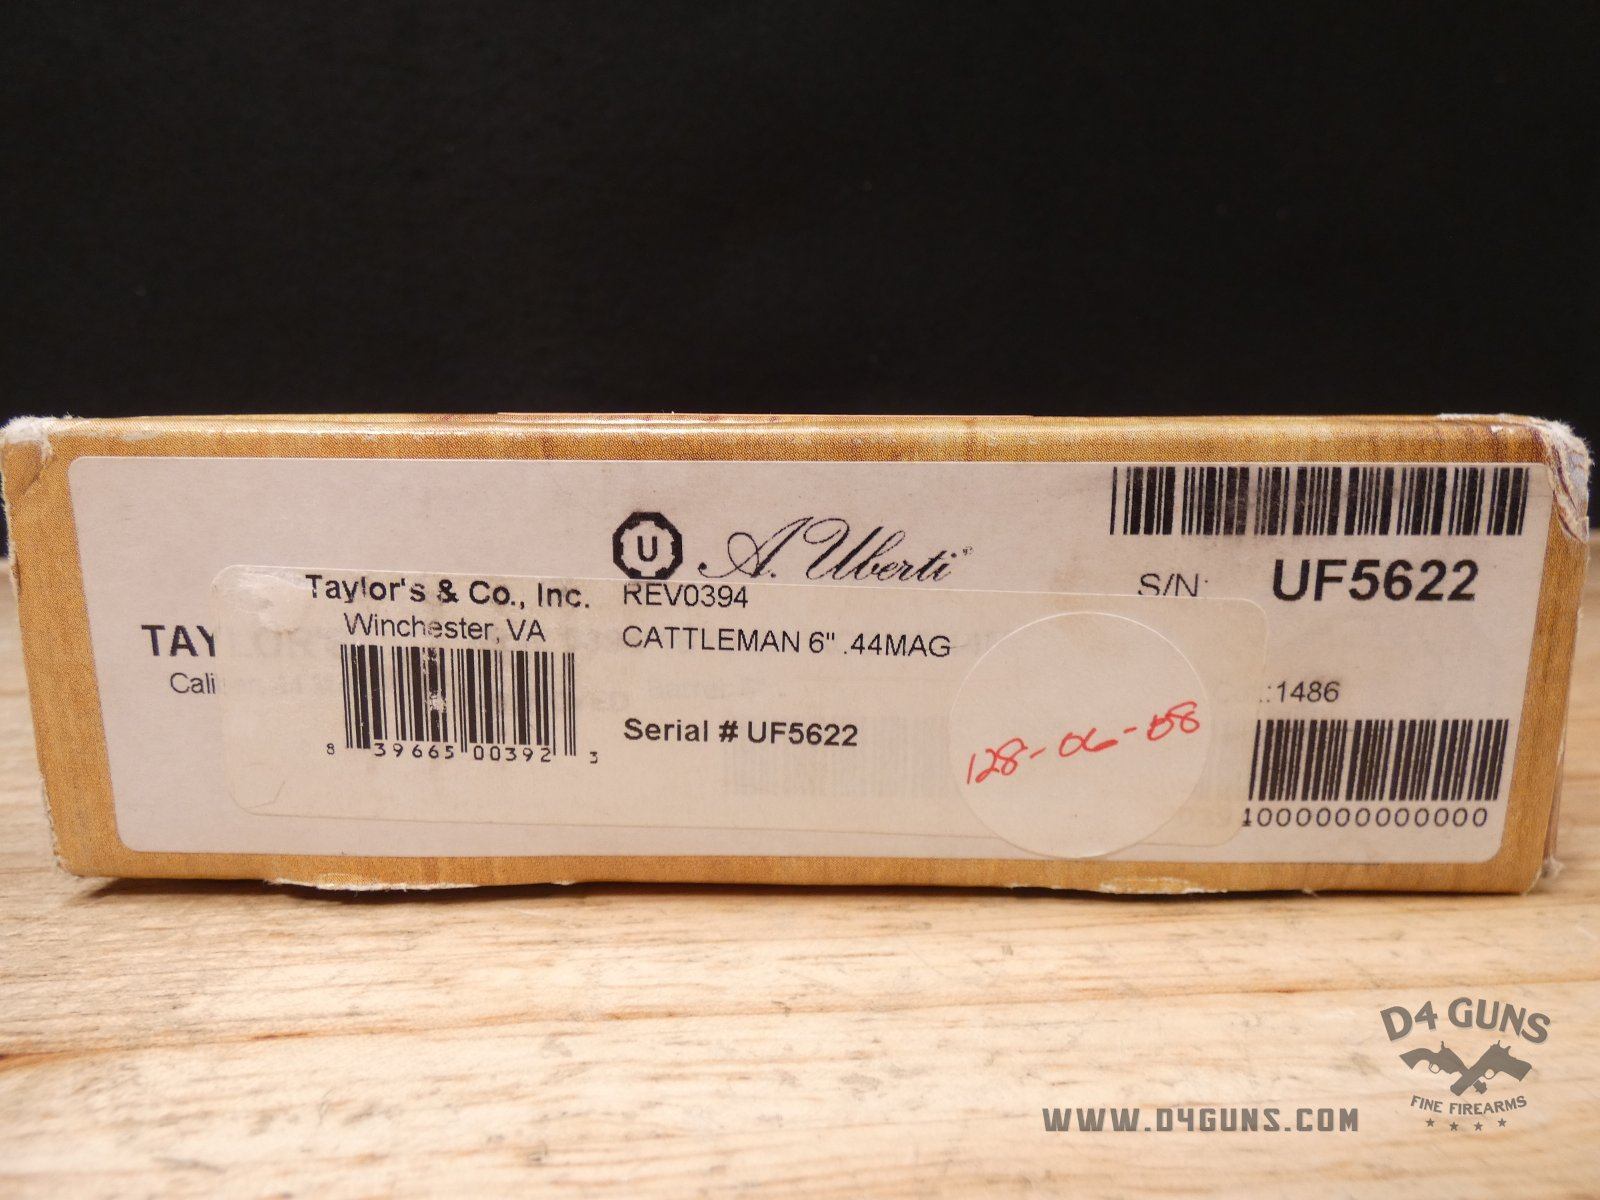 U A. Uberti®
S/N: UF5622
Taylor's & Co., Inc.
Winchester, VA
REV0394
CATTLEMAN 6" .44MAG
TAY
Cali
.:1486
Serial # UF5622
128-06-08
8 39665 00392 3
4000000000000000
D4 GUNS
FINE FIREARMS
WWW.D4GUNS.COM